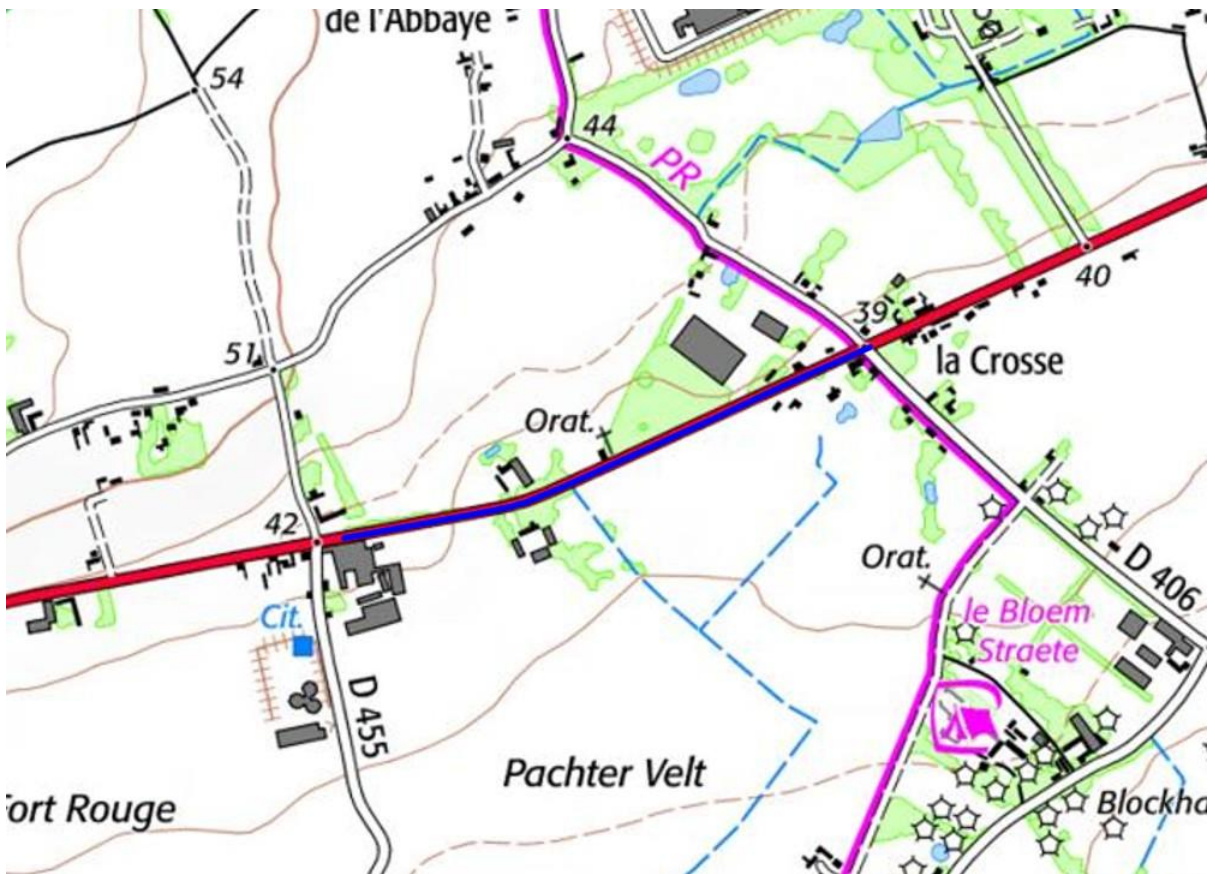 de l'Abbaye
54
44
PR
40
39
51
la Crosse
Orat.
42
D 406
Orat.
Cit.
le Bloem
Straete
D 455
Pachter Velt
ort Rouge
Blockha